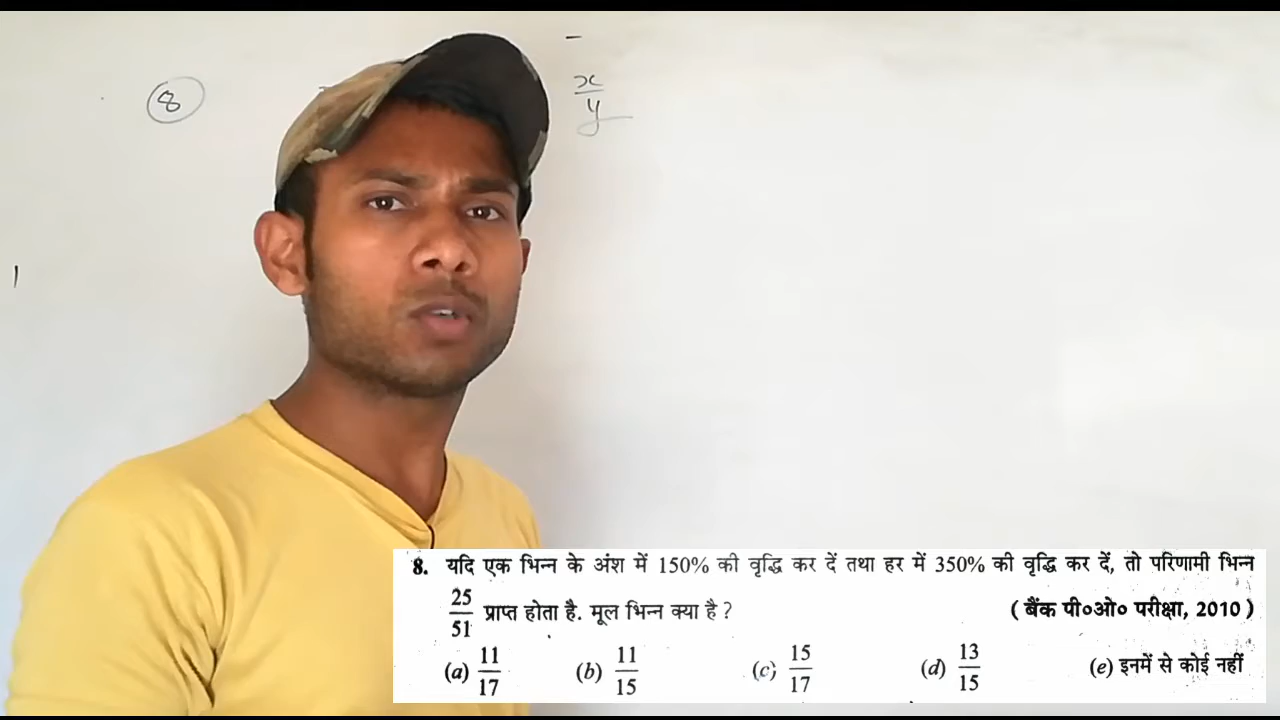 8
x
y
8. यदि एक भिन्न के अंश में 150% की वृद्धि कर दें तथा हर में 350% की वृद्धि कर दें, तो परिणामी भिन्न
25/51 प्राप्त होता है. मूल भिन्न क्या है ? ( बैंक पी०ओ० परीक्षा, 2010 )
(a) 11/17 (b) 11/15 (c) 15/17 (d) 13/15 (e) इनमें से कोई नहीं